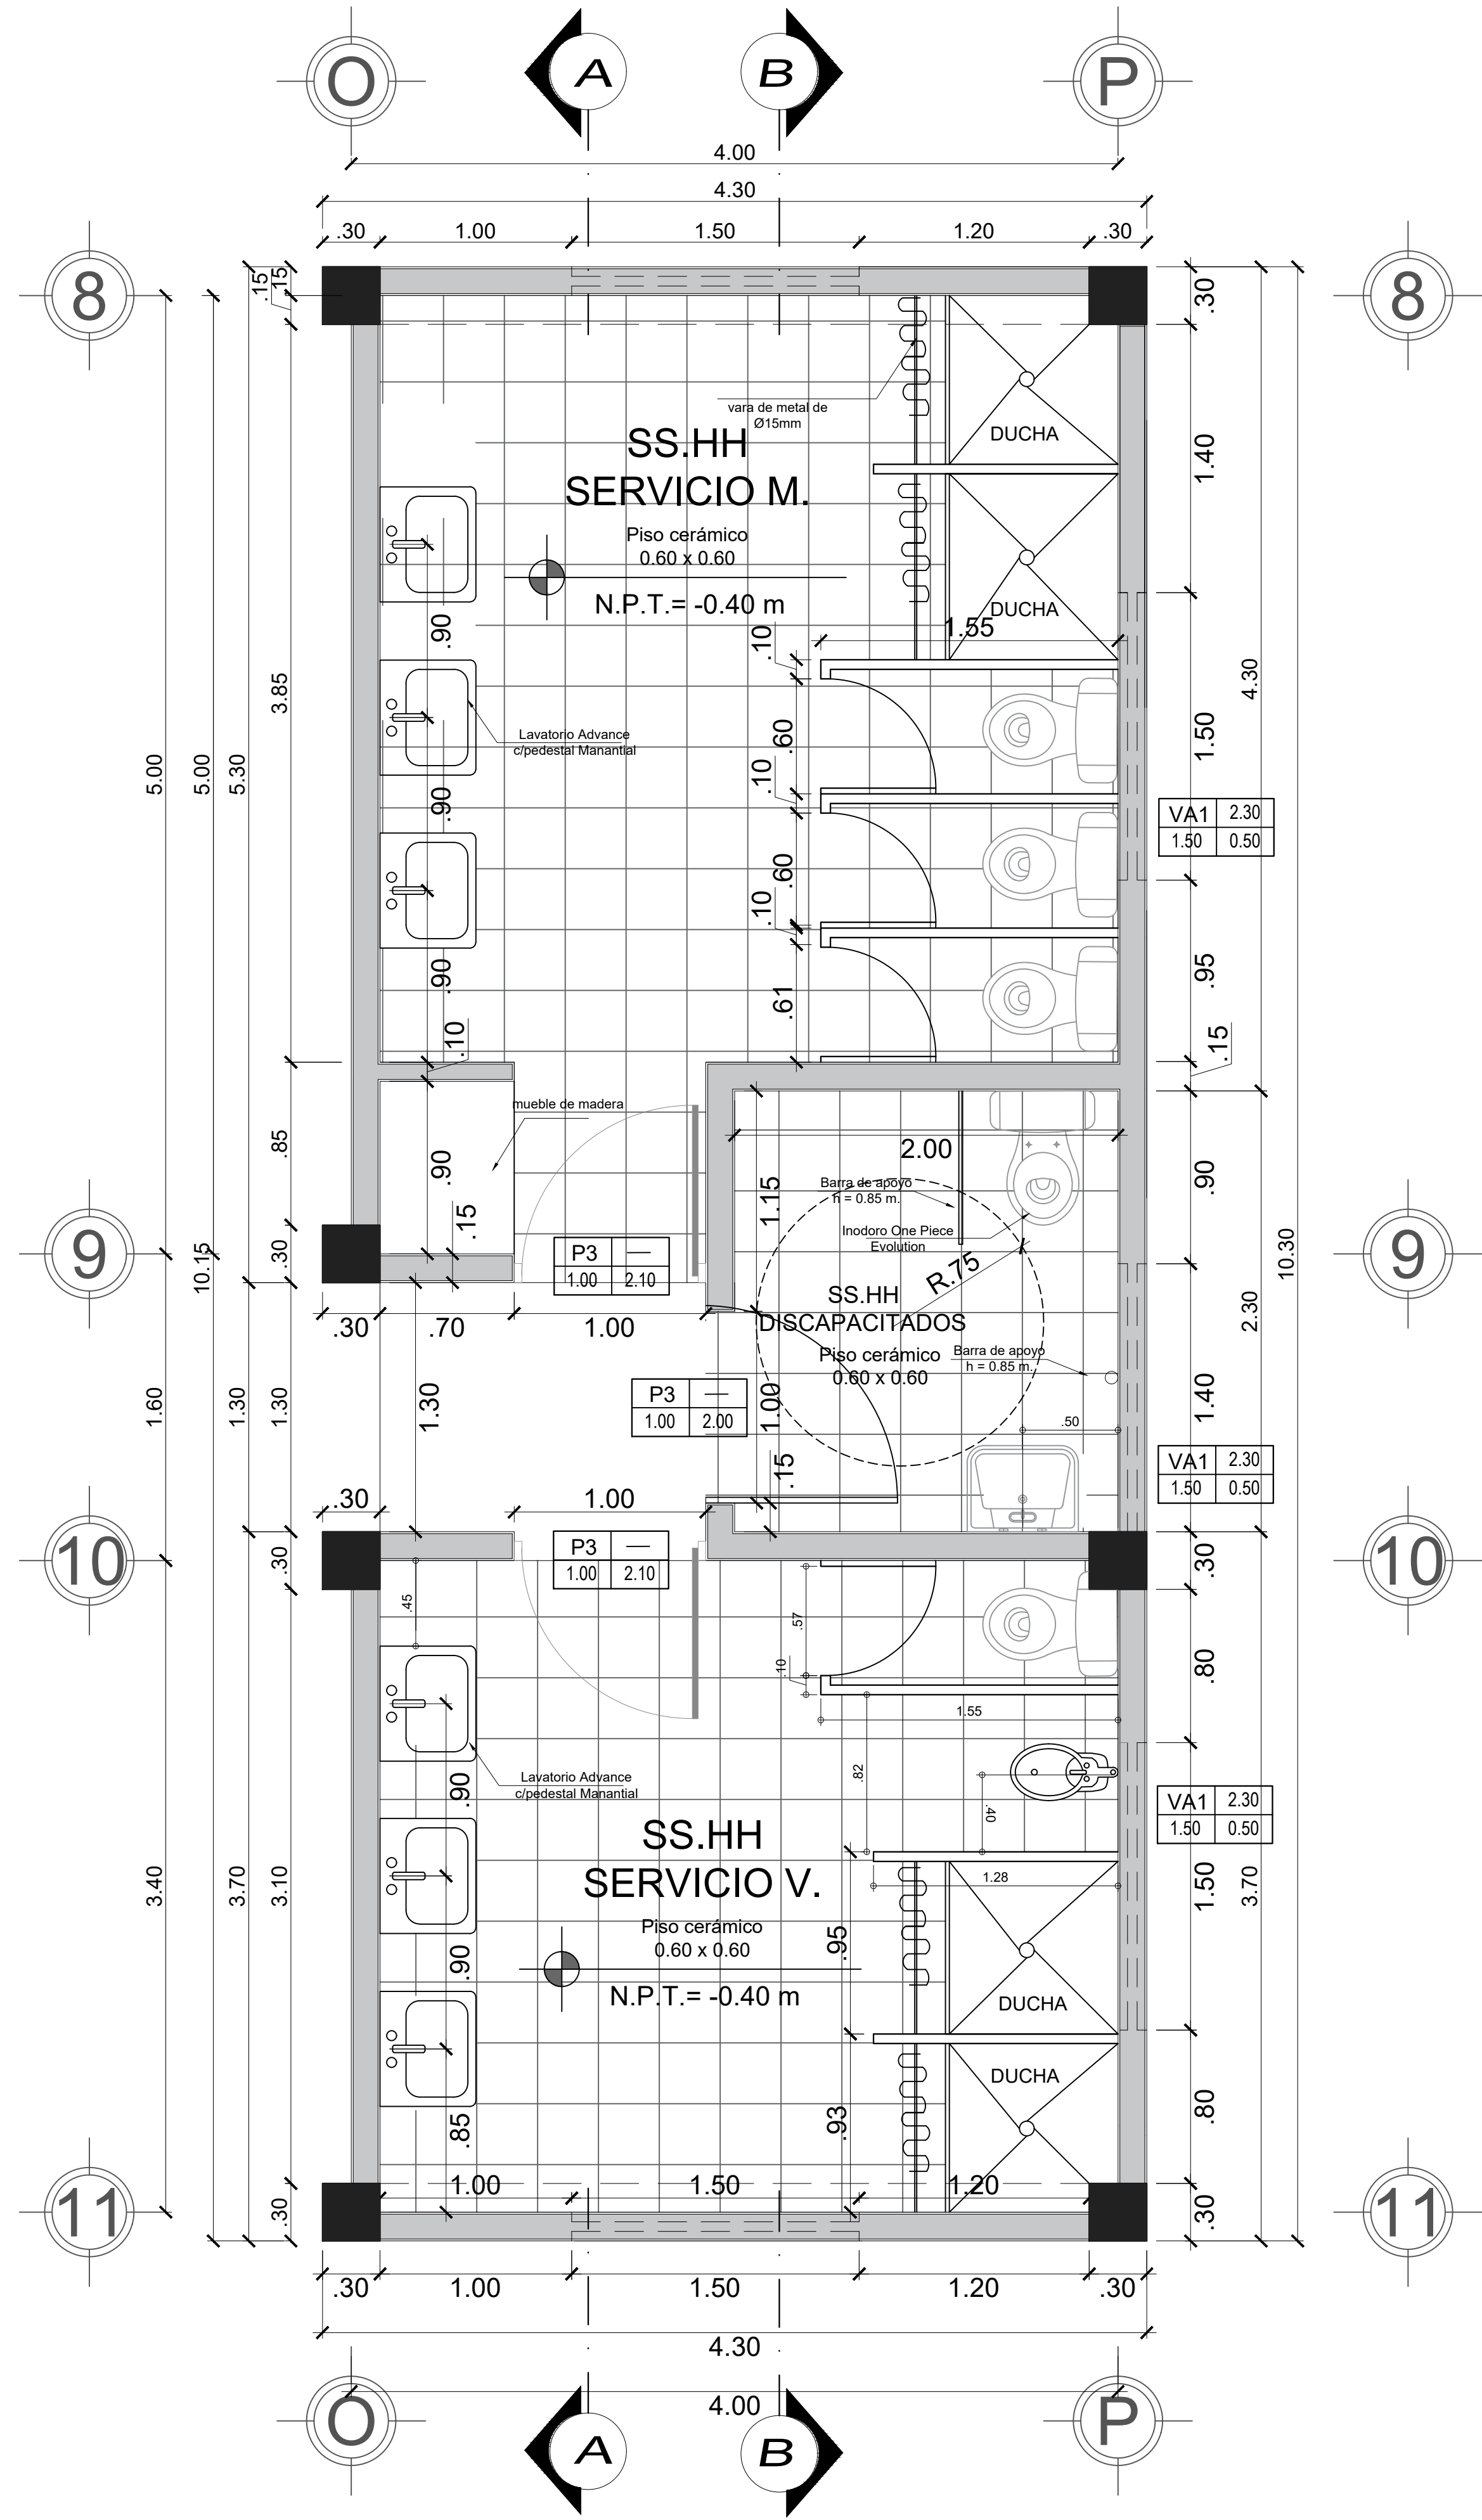 O
A
B
P
4.00
4.30
.30
1.00
1.50
1.20
.30
8
8
.15
.15
.30
vara de metal de
Ø15mm
DUCHA
SS.HH
SERVICIO M.
Piso cerámico
0.60 x 0.60
N.P.T.= -0.40 m
1.40
DUCHA
1.55
.90
.10
3.85
4.30
Lavatorio Advance
c/pedestal Manantial
.60
1.50
5.00
5.00
5.30
.10
.90
VA1
2.30
1.50
0.50
.60
.10
.90
.61
.95
.10
.15
mueble de madera
.85
.90
2.00
.90
Barra de apoyo
h = 0.85 m.
1.15
.15
Inodoro One Piece
Evolution
9
9
.30
10.15
P3
—
1.00
2.10
R.75
10.30
SS.HH
DISCAPACITADOS
2.30
.30
.70
1.00
Piso cerámico
0.60 x 0.60
Barra de apoyo
h = 0.85 m.
1.60
1.30
1.30
1.30
P3
—
1.00
2.00
1.00
1.40
.50
.15
VA1
2.30
1.50
0.50
.30
1.00
10
10
.30
P3
—
1.00
2.10
.30
.45
.57
.10
.80
1.55
Lavatorio Advance
c/pedestal Manantial
.90
.82
.40
VA1
2.30
1.50
0.50
SS.HH
SERVICIO V.
3.40
3.70
3.10
1.28
1.50
3.70
Piso cerámico
0.60 x 0.60
.90
.95
N.P.T.= -0.40 m
DUCHA
DUCHA
.85
.93
.80
1.00
1.50
1.20
11
11
.30
.30
.30
1.00
1.50
1.20
.30
4.30
4.00
O
A
B
P